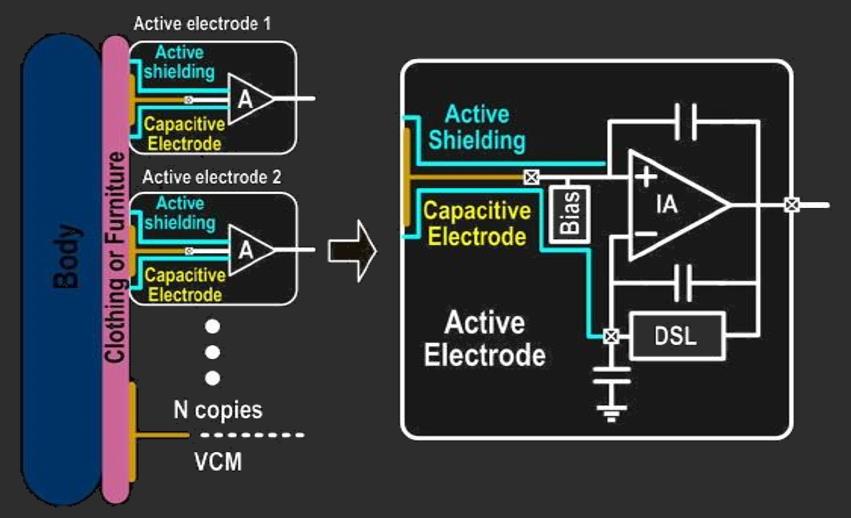 Active electrode 1
Active
shielding
A
Capacitive
Electrode
Active electrode 2
Active
shielding
A
Capacitive
Electrode
Body
Clothing or Furniture
N copies
VCM
Active
Shielding
Capacitive
Electrode
Bias
+
IA
−
Active
Electrode
DSL